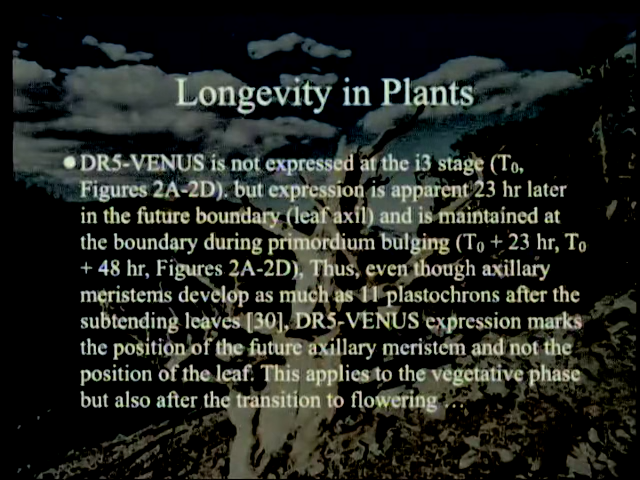 Longevity in Plants
● DR5-VENUS is not expressed at the i3 stage (T₀,
Figures 2A-2D), but expression is apparent 23 hr later
in the future boundary (leaf axil) and is maintained at
the boundary during primordium bulging (T₀ + 23 hr, T₀
+ 48 hr, Figures 2A-2D), Thus, even though axillary
meristems develop as much as 11 plastochrons after the
subtending leaves [30], DR5-VENUS expression marks
the position of the future axillary meristem and not the
position of the leaf. This applies to the vegetative phase
but also after the transition to flowering …